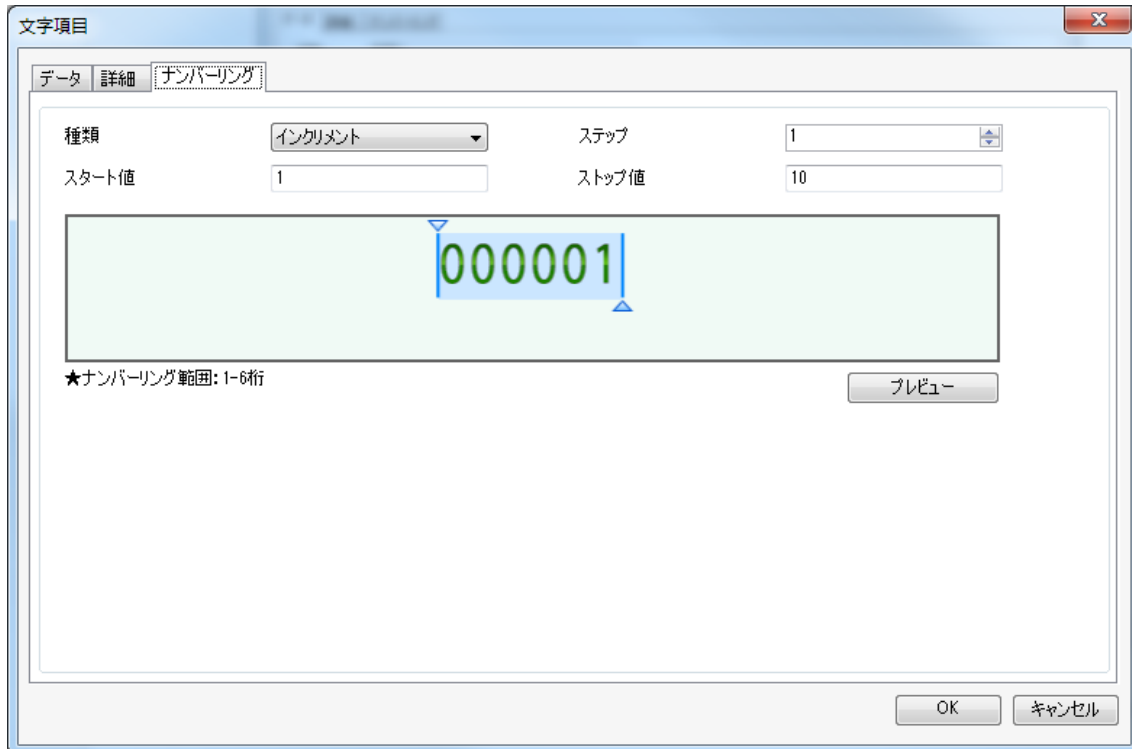 文字項目
データ 詳細 ナンバーリング
種類 インクリメント ステップ 1
スタート値 1 ストップ値 10
000001
★ナンバーリング範囲：1-6桁
プレビュー
OK キャンセル